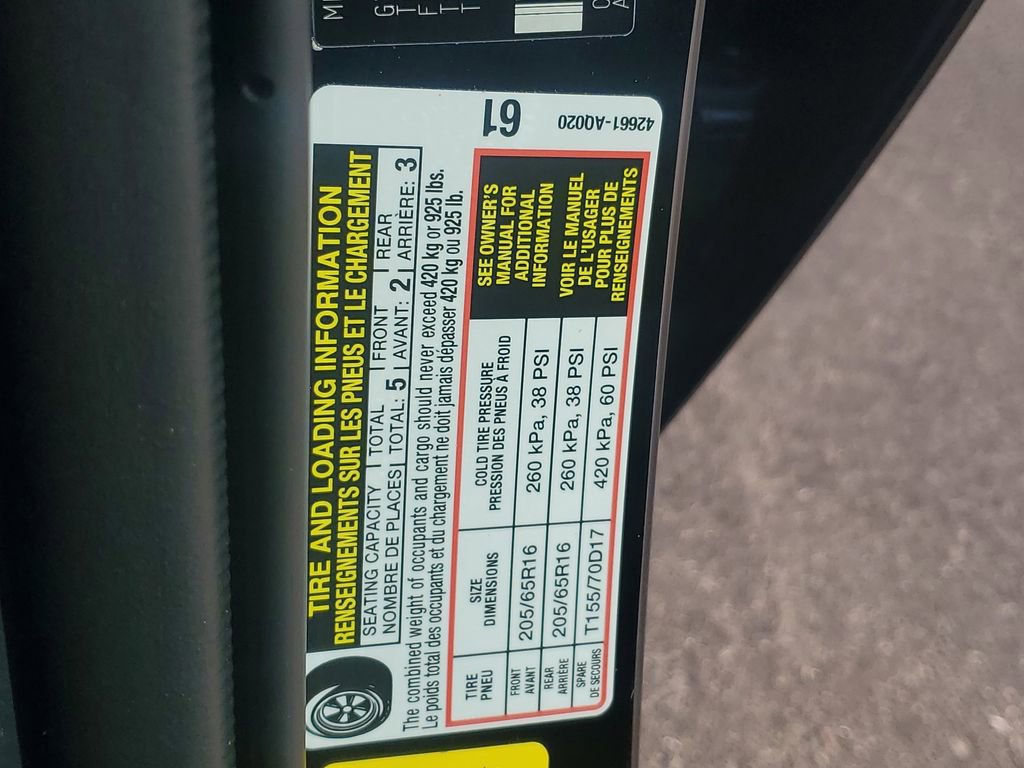 TIRE AND LOADING INFORMATION
RENSEIGNEMENTS SUR LES PNEUS ET LE CHARGEMENT
SEATING CAPACITY | TOTAL | FRONT | REAR
NOMBRE DE PLACES | TOTAL: 5 | AVANT: 2 | ARRIÈRE: 3
The combined weight of occupants and cargo should never exceed 420 kg or 925 lbs.
Le poids total des occupants et du chargement ne doit jamais dépasser 420 kg ou 925 lb.
TIRE SIZE COLD TIRE PRESSURE
PNEU DIMENSIONS PRESSION DES PNEUS À FROID
FRONT
AVANT 205/65R16 260 kPa, 38 PSI
REAR
ARRIÈRE 205/65R16 260 kPa, 38 PSI
SPARE
DE SECOURS T155/70D17 420 kPa, 60 PSI
SEE OWNER'S
MANUAL FOR
ADDITIONAL
INFORMATION
VOIR LE MANUEL
DE L'USAGER
POUR PLUS DE
RENSEIGNEMENTS
61
42661-AQ020